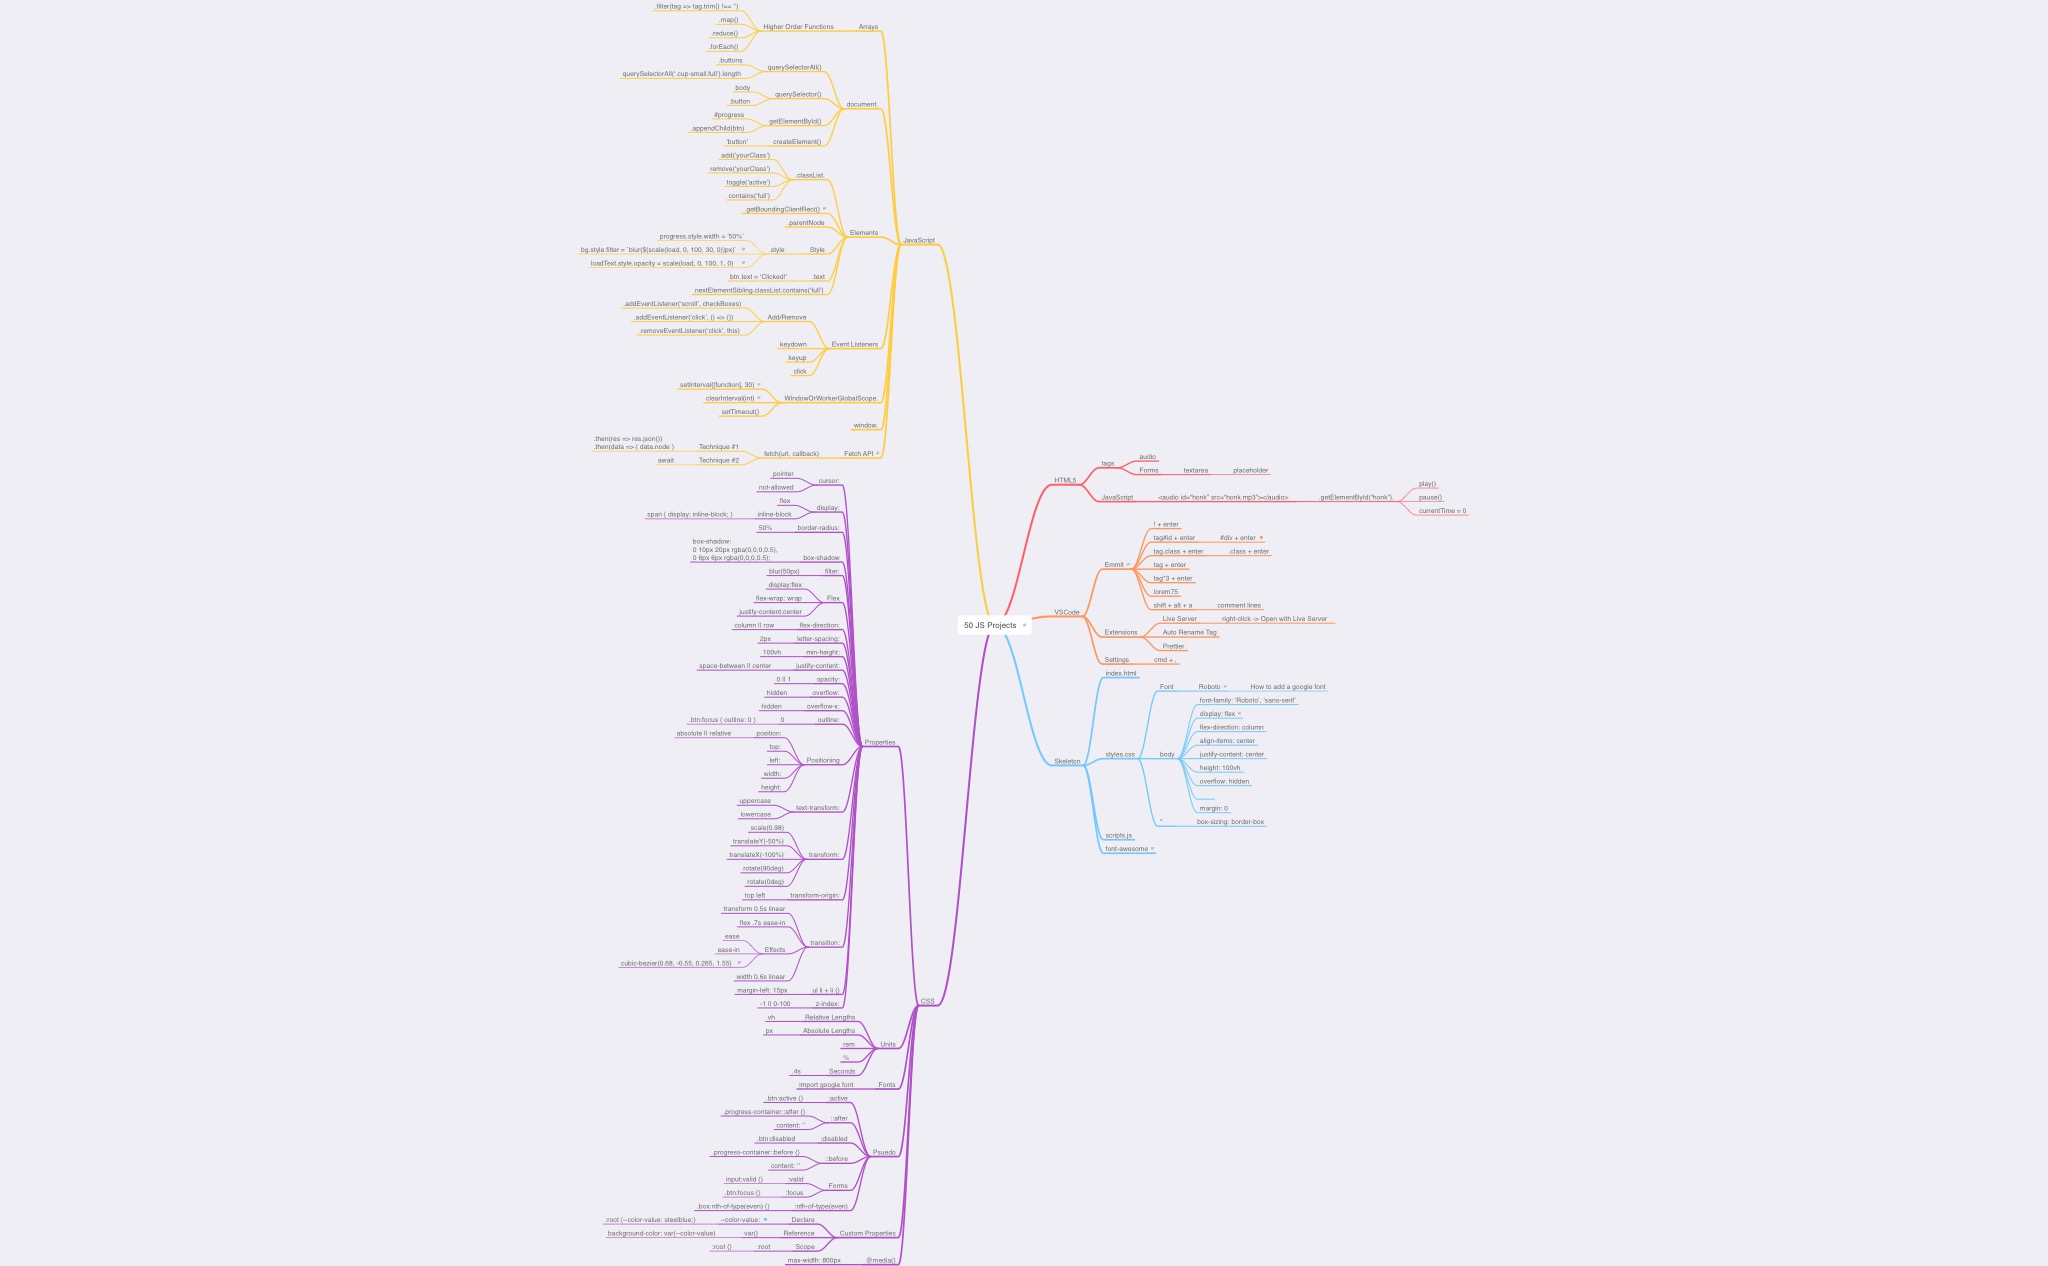 50 JS Projects
JavaScript
Arrays
Higher Order Functions
.filter(tag => tag.trim() !== '')
.map()
.reduce()
.forEach()
document.
querySelectorAll()
.buttons
querySelectorAll('.cup-small.full').length
querySelector()
body
.button
getElementById()
#progress
.appendChild(btn)
createElement()
'button'
Elements
.classList.
add('yourClass')
remove('yourClass')
toggle('active')
contains('full')
.getBoundingClientRect()
.parentNode
Style
.style
progress.style.width = '50%'
bg.style.filter = `blur(${scale(load, 0, 100, 30, 0)}px)`
loadText.style.opacity = scale(load, 0, 100, 1, 0)
.text
btn.text = 'Clicked!'
nextElementSibling.classList.contains('full')
Event Listeners
Add/Remove
.addEventListener('scroll', checkBoxes)
.addEventListener('click', () => {})
.removeEventListener('click', this)
keydown
keyup
click
WindowOrWorkerGlobalScope.
setInterval([function], 30)
clearInterval(int)
setTimeout()
window.
Fetch API
fetch(url, callback)
Technique #1
.then(res => res.json())
.then(data => { data.node }
Technique #2
await
HTML5
tags
audio
Forms
textarea
placeholder
JavaScript
<audio id="honk" src="honk.mp3"></audio>
.getElementById("honk").
play()
pause()
currentTime = 0
VSCode
Emmit
! + enter
tag#id + enter
#div + enter
tag.class + enter
.class + enter
tag + enter
tag*3 + enter
lorem75
shift + alt + a
comment lines
Extensions
Live Server
right-click -> Open with Live Server
Auto Rename Tag
Prettier
Settings
cmd + ,
Skeleton
index.html
styles.css
Font
Roboto
How to add a google font
body
font-family: 'Roboto', 'sans-serif'
display: flex
flex-direction: column
align-items: center
justify-content: center
height: 100vh
overflow: hidden
margin: 0
*
box-sizing: border-box
scripts.js
font-awesome
CSS
Properties
cursor:
pointer
not-allowed
display:
flex
inline-block
span { display: inline-block; }
border-radius:
50%
box-shadow
box-shadow:
0 10px 20px rgba(0,0,0,0.5),
0 6px 6px rgba(0,0,0,0.5);
filter:
blur(50px)
Flex
display:flex
flex-wrap: wrap
justify-content:center
flex-direction:
column || row
letter-spacing:
2px
min-height:
100vh
justify-content:
space-between || center
opacity:
0 || 1
overflow:
hidden
overflow-x:
hidden
outline:
0
.btn:focus { outline: 0 }
Positioning
position:
absolute || relative
top:
left:
width:
height:
text-transform:
uppercase
lowercase
transform:
scale(0.98)
translateY(-50%)
translateX(-100%)
rotate(90deg)
rotate(0deg)
transform-origin:
top left
transition:
transform 0.5s linear
flex .7s ease-in
Effects
ease
ease-in
cubic-bezier(0.68, -0.55, 0.265, 1.55)
width 0.6s linear
ul li + li {}
margin-left: 15px
z-index:
-1 || 0-100
Units
Relative Lengths
vh
Absolute Lengths
px
rem
%
Seconds
.4s
Fonts
import google font
Psuedo
:active
.btn:active {}
::after
.progress-container::after {}
content: ''
:disabled
.btn:disabled
::before
.progress-container::before {}
content: ''
Forms
:valid
input:valid {}
:focus
.btn:focus {}
:nth-of-type(even)
.box:nth-of-type(even) {}
Custom Properties
Declare
--color-value:
:root {--color-value: steelblue;}
Reference
var()
background-color: var(--color-value)
Scope
:root
:root {}
@media()
max-width: 800px